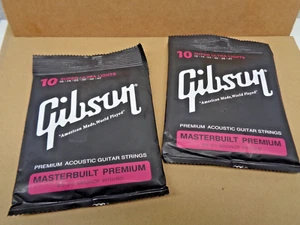 10
Gibson
"American Made, World Played"
PREMIUM ACOUSTIC GUITAR STRINGS
MASTERBUILT PREMIUM
10
Gibson
"American Made, World Played"
PREMIUM ACOUSTIC GUITAR STRINGS
MASTERBUILT PREMIUM